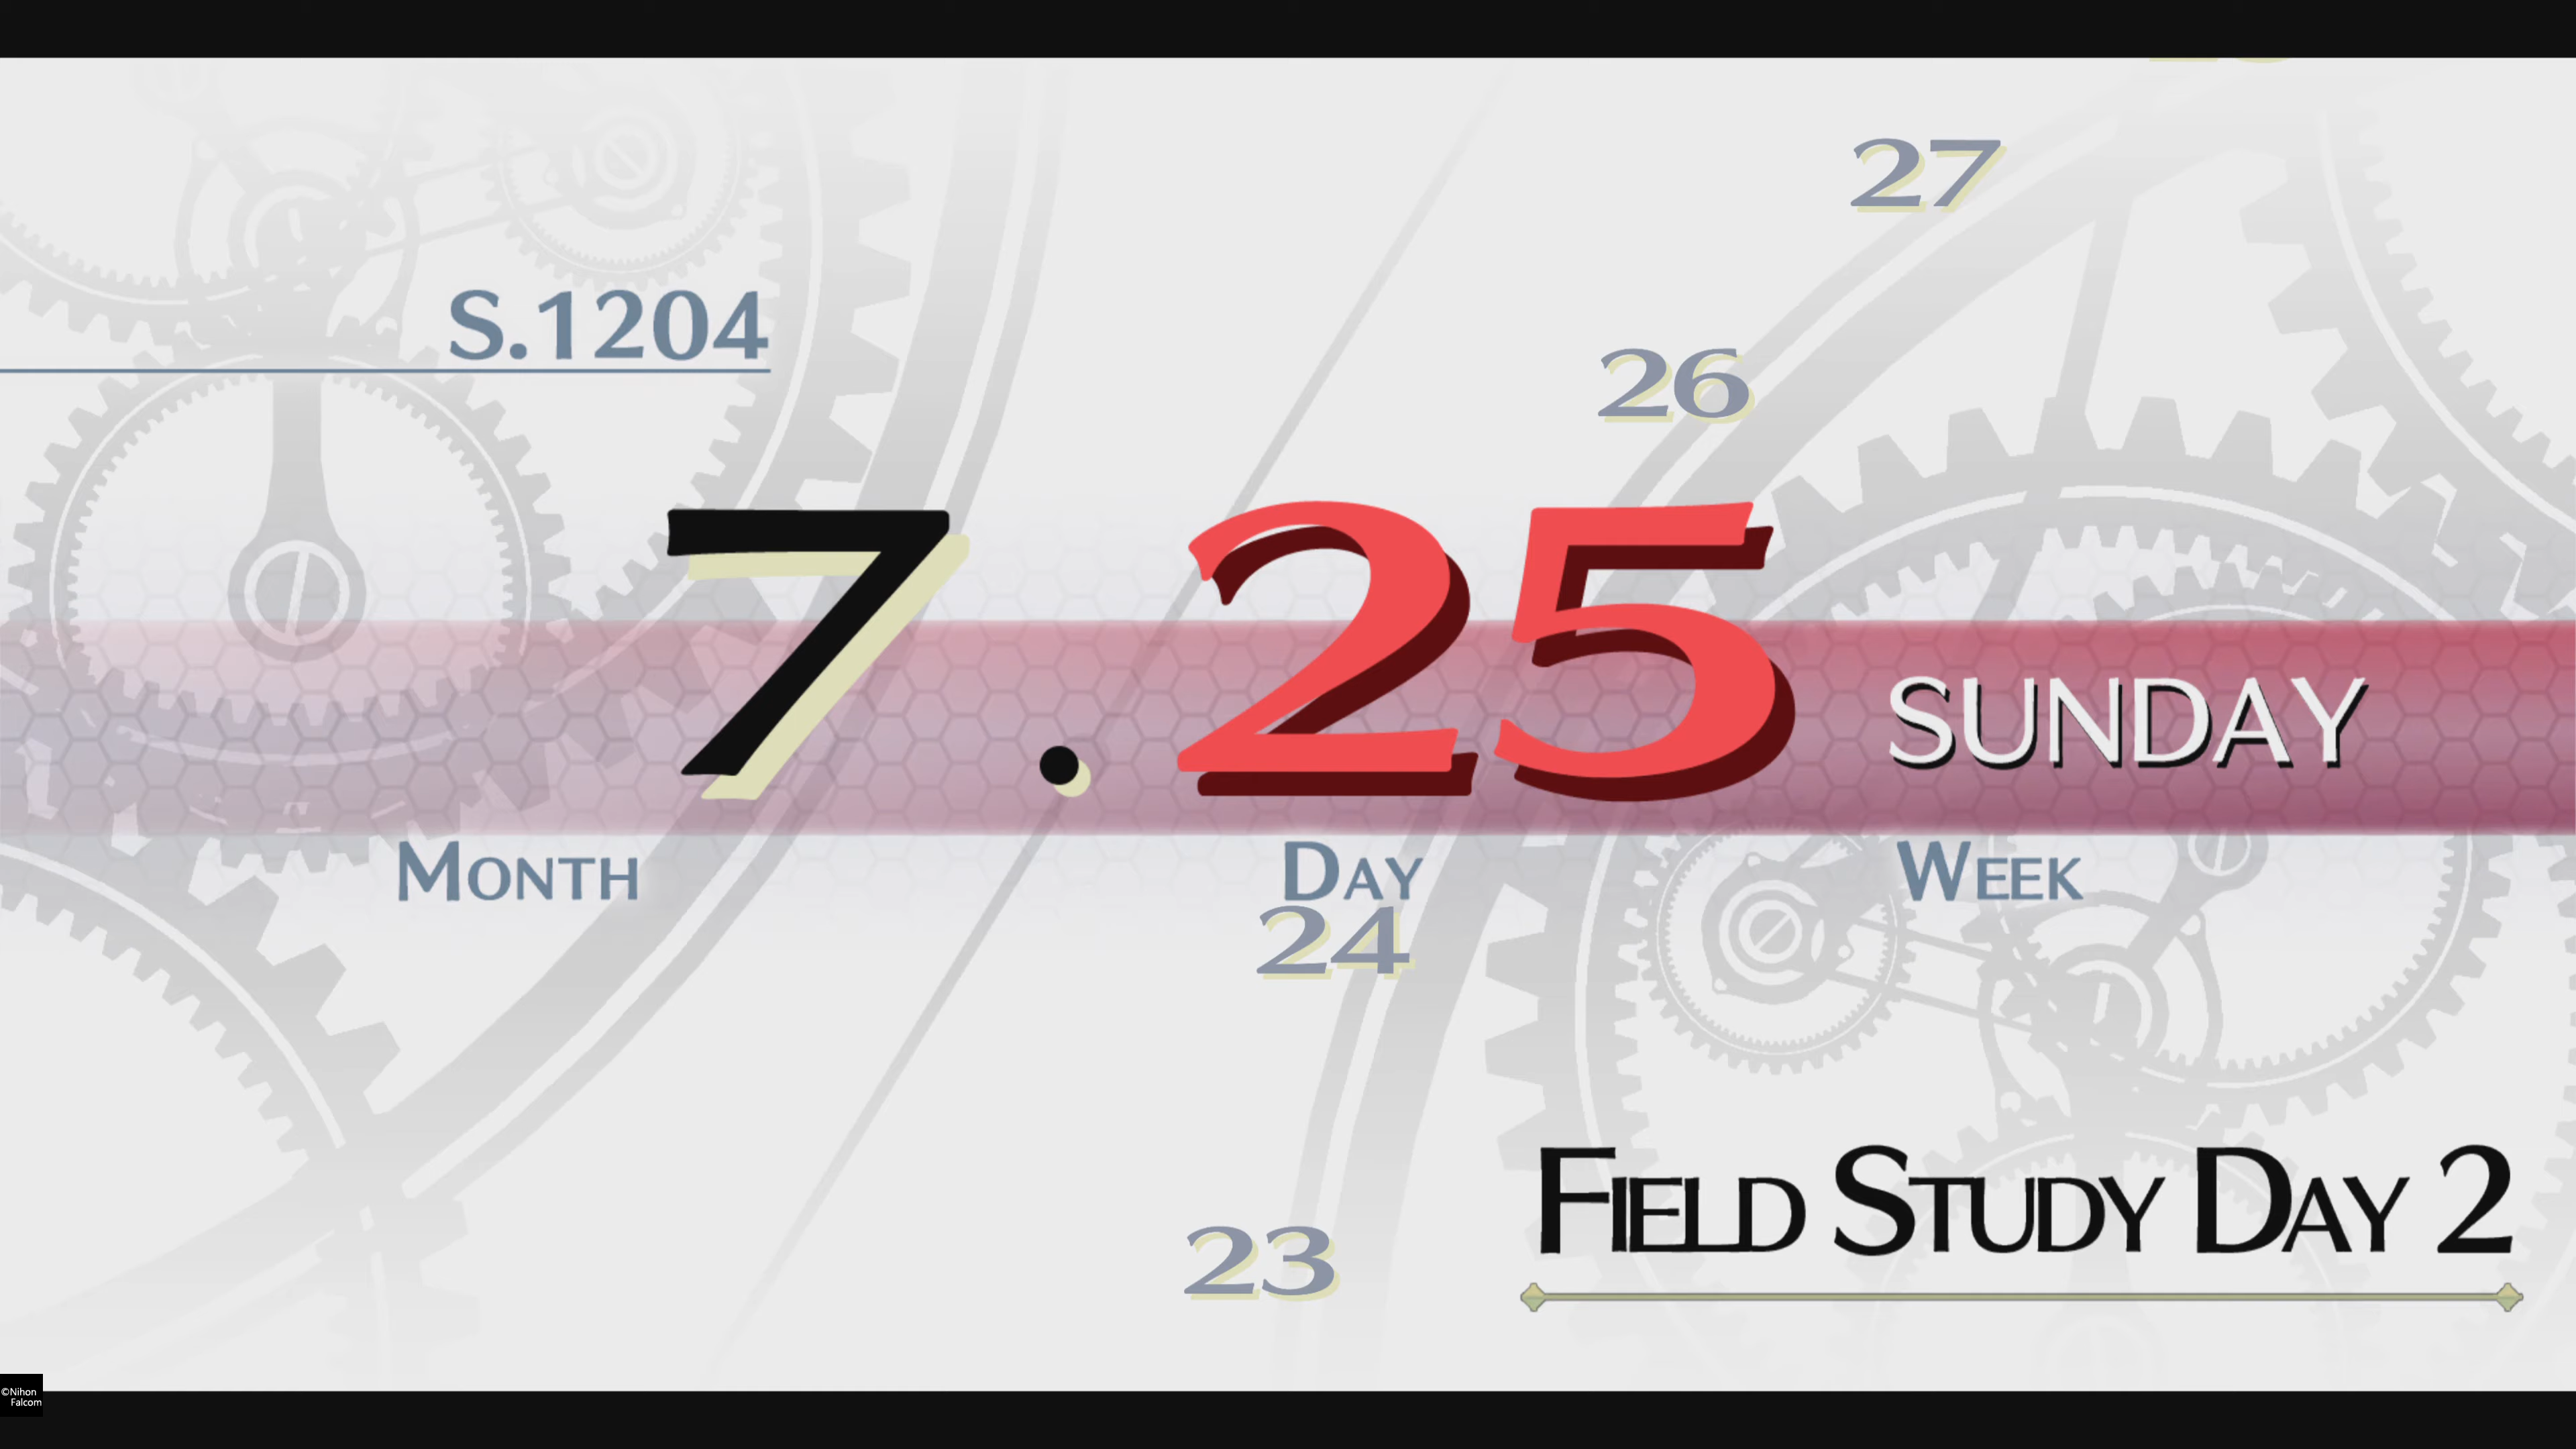 27
S.1204
26
7.25 SUNDAY
MONTH DAY WEEK
24
23
FIELD STUDY DAY 2
©Nihon
Falcom